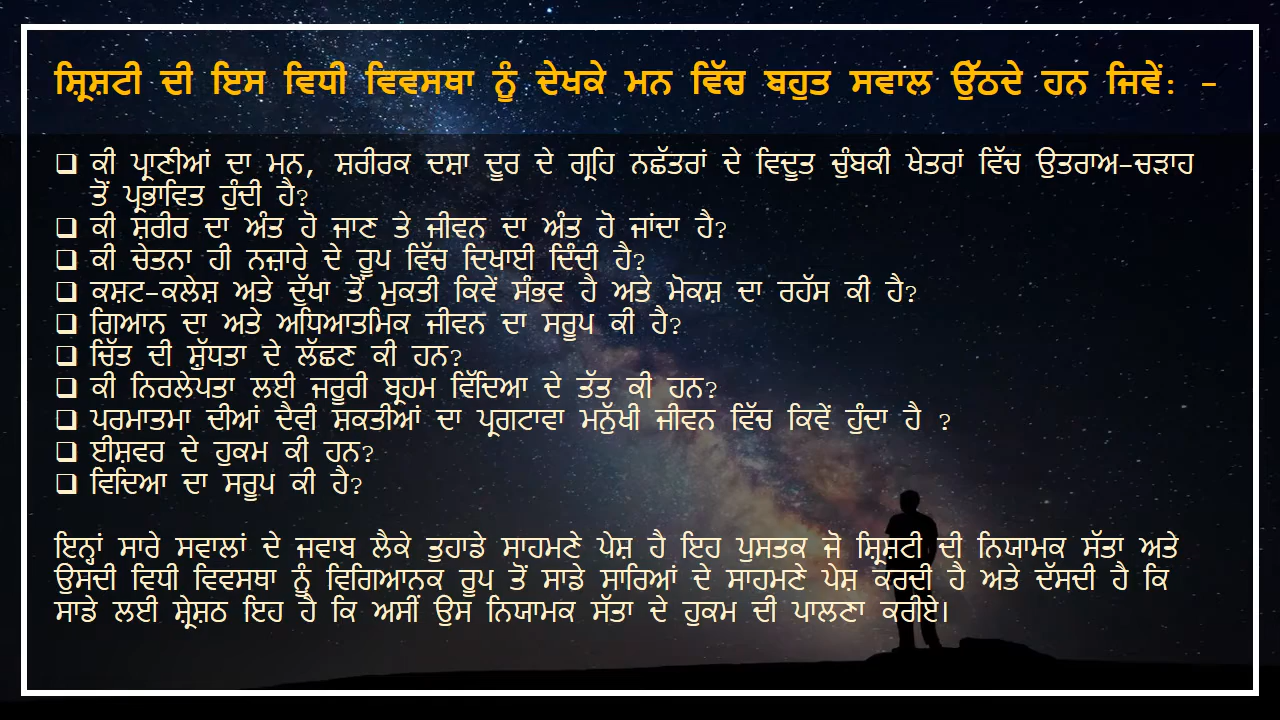 ਸ਼੍ਰਿਸ਼ਟੀ ਦੀ ਇਸ ਵਿਧੀ ਵਿਵਸਥਾ ਨੂੰ ਦੇਖਕੇ ਮਨ ਵਿੱਚ ਬਹੁਤ ਸਵਾਲ ਉੱਠਦੇ ਹਨ ਜਿਵੇਂ: –
❑ ਕੀ ਪ੍ਰਾਣੀਆਂ ਦਾ ਮਨ, ਸ਼ਰੀਰਕ ਦਸ਼ਾ ਦੂਰ ਦੇ ਗ੍ਰਹਿ ਨਛੱਤਰਾਂ ਦੇ ਵਿਦੂਤ ਚੁੰਬਕੀ ਖੇਤਰਾਂ ਵਿੱਚ ਉਤਰਾਅ-ਚੜਾਹ
ਤੋਂ ਪ੍ਰਭਾਵਿਤ ਹੁੰਦੀ ਹੈ?
❑ ਕੀ ਸ਼ਰੀਰ ਦਾ ਅੰਤ ਹੋ ਜਾਣ ਤੇ ਜੀਵਨ ਦਾ ਅੰਤ ਹੋ ਜਾਂਦਾ ਹੈ?
❑ ਕੀ ਚੇਤਨਾ ਹੀ ਨਜ਼ਾਰੇ ਦੇ ਰੂਪ ਵਿੱਚ ਦਿਖਾਈ ਦਿੰਦੀ ਹੈ?
❑ ਕਸ਼ਟ-ਕਲੇਸ਼ ਅਤੇ ਦੁੱਖਾ ਤੋਂ ਮੁਕਤੀ ਕਿਵੇਂ ਸੰਭਵ ਹੈ ਅਤੇ ਮੋਕਸ਼ ਦਾ ਰਹੱਸ ਕੀ ਹੈ?
❑ ਗਿਆਨ ਦਾ ਅਤੇ ਅਧਿਆਤਮਿਕ ਜੀਵਨ ਦਾ ਸਰੂਪ ਕੀ ਹੈ?
❑ ਚਿੱਤ ਦੀ ਸ਼ੁੱਧਤਾ ਦੇ ਲੱਛਣ ਕੀ ਹਨ?
❑ ਕੀ ਨਿਰਲੇਪਤਾ ਲਈ ਜਰੂਰੀ ਬ੍ਰਹਮ ਵਿੱਦਿਆ ਦੇ ਤੱਤ ਕੀ ਹਨ?
❑ ਪਰਮਾਤਮਾ ਦੀਆਂ ਦੈਵੀ ਸ਼ਕਤੀਆਂ ਦਾ ਪ੍ਰਗਟਾਵਾ ਮਨੁੱਖੀ ਜੀਵਨ ਵਿੱਚ ਕਿਵੇਂ ਹੁੰਦਾ ਹੈ ?
❑ ਈਸ਼ਵਰ ਦੇ ਹੁਕਮ ਕੀ ਹਨ?
❑ ਵਿਦਿਆ ਦਾ ਸਰੂਪ ਕੀ ਹੈ?
ਇਨ੍ਹਾਂ ਸਾਰੇ ਸਵਾਲਾਂ ਦੇ ਜਵਾਬ ਲੈਕੇ ਤੁਹਾਡੇ ਸਾਹਮਣੇ ਪੇਸ਼ ਹੈ ਇਹ ਪੁਸਤਕ ਜੋ ਸ਼੍ਰਿਸ਼ਟੀ ਦੀ ਨਿਯਾਮਕ ਸੱਤਾ ਅਤੇ
ਉਸਦੀ ਵਿਧੀ ਵਿਵਸਥਾ ਨੂੰ ਵਿਗਿਆਨਕ ਰੂਪ ਤੋਂ ਸਾਡੇ ਸਾਰਿਆਂ ਦੇ ਸਾਹਮਣੇ ਪੇਸ਼ ਕਰਦੀ ਹੈ ਅਤੇ ਦੱਸਦੀ ਹੈ ਕਿ
ਸਾਡੇ ਲਈ ਸ਼੍ਰੇਸ਼ਠ ਇਹ ਹੈ ਕਿ ਅਸੀਂ ਉਸ ਨਿਯਾਮਕ ਸੱਤਾ ਦੇ ਹੁਕਮ ਦੀ ਪਾਲਣਾ ਕਰੀਏ।